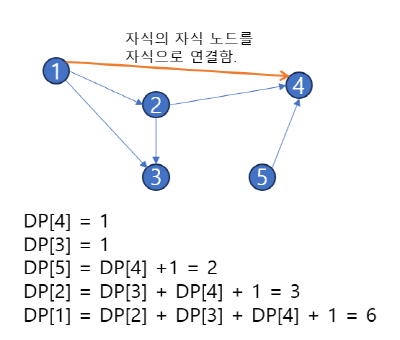 자식의 자식 노드를
자식으로 연결함.
1
2
4
3
5
DP[4] = 1
DP[3] = 1
DP[5] = DP[4] +1 = 2
DP[2] = DP[3] + DP[4] + 1 = 3
DP[1] = DP[2] + DP[3] + DP[4] + 1 = 6